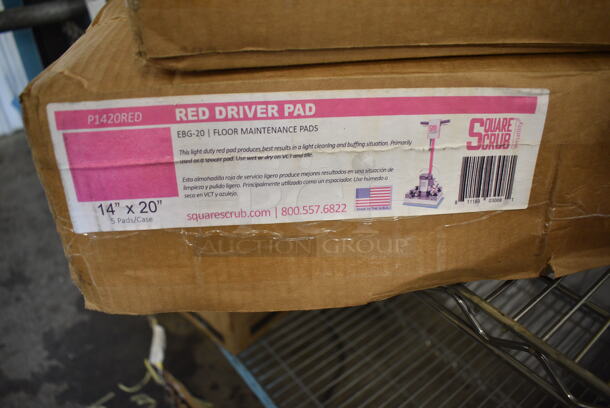 P1420RED
RED DRIVER PAD
EBG-20 | FLOOR MAINTENANCE PADS
This light duty red pad produces best results in a light cleaning and buffing situation. Primarily
used as a spacer pad. Use wet or dry on VCT and tile.
Esta almohadilla roja de servicio ligero produce mejores resultados en una situación de
limpieza y pulido ligero. Principalmente utilizado como un espaciador. Use húmedo o
seco en VCT y azulejo.
14" x 20"
5 Pads/Case
squarescrub.com | 800.557.6822
SQUARE
SCRUB
AUCTION GROUP